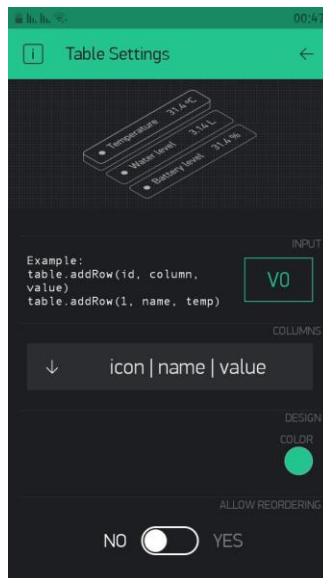 00:47
i Table Settings ←
Temperature 31.4 ºC
Water level 3.14 L
Battery level 31.4 %
INPUT
Example:
table.addRow(id, column,
value)
table.addRow(1, name, temp)
V0
COLUMNS
↓ icon | name | value
DESIGN
COLOR
ALLOW REORDERING
NO YES